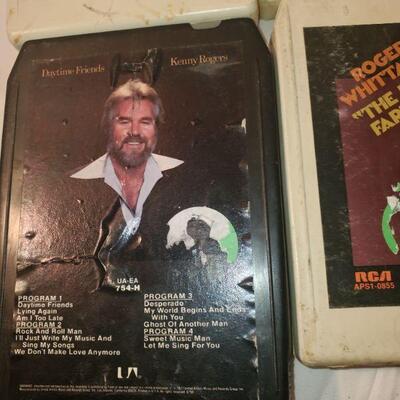 Daytime Friends Kenny Rogers
UA-EA
754-H
PROGRAM 1
Daytime Friends
Lying Again
Am I Too Late
PROGRAM 2
Rock And Roll Man
I'll Just Write My Music And
Sing My Songs
We Don't Make Love Anymore
PROGRAM 3
Desperado
My World Begins And Ends
With You
Ghost Of Another Man
PROGRAM 4
Sweet Music Man
Let Me Sing For You
UA
ROGER
WHITTA
"THE
FAR
RCA
APS1-0855